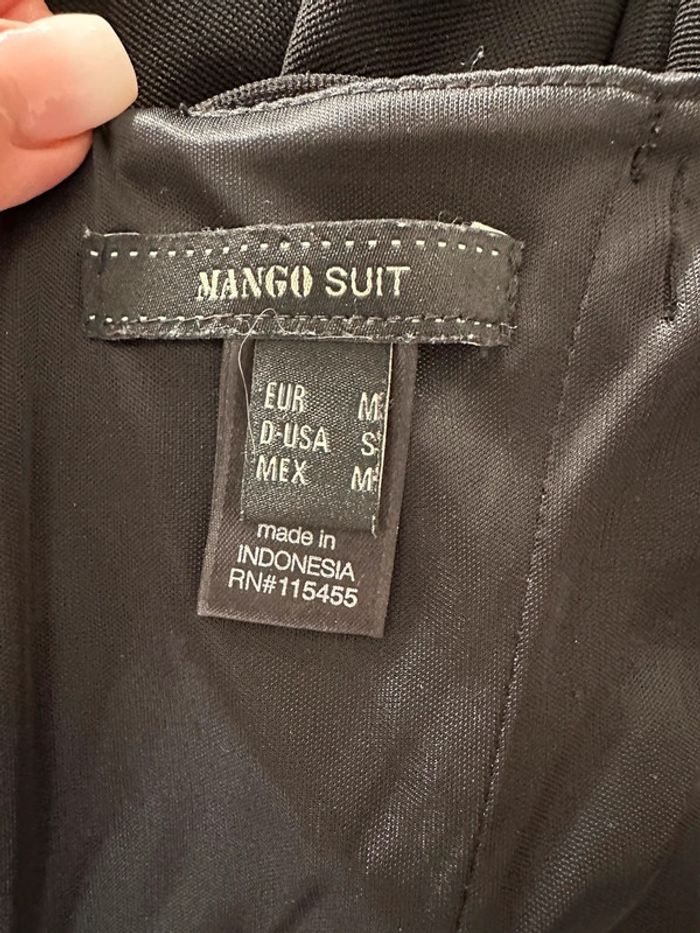 MANGO SUIT
EUR M
D-USA S
MEX M
made in
INDONESIA
RN#115455